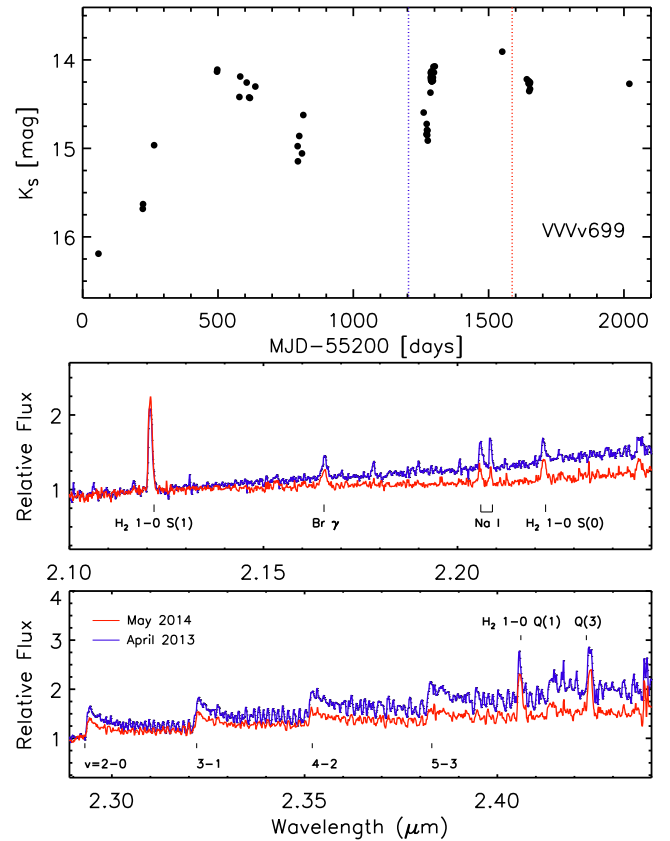 14
15
16
K_S [mag]
VVVv699
0 500 1000 1500 2000
MJD-55200 [days]
2
1
Relative Flux
H₂ 1-0 S(1) Br γ Na I H₂ 1-0 S(0)
2.10 2.15 2.20
4
3
2
1
Relative Flux
May 2014
April 2013
H₂ 1-0 Q(1) Q(3)
v=2-0 3-1 4-2 5-3
2.30 2.35 2.40
Wavelength (μm)